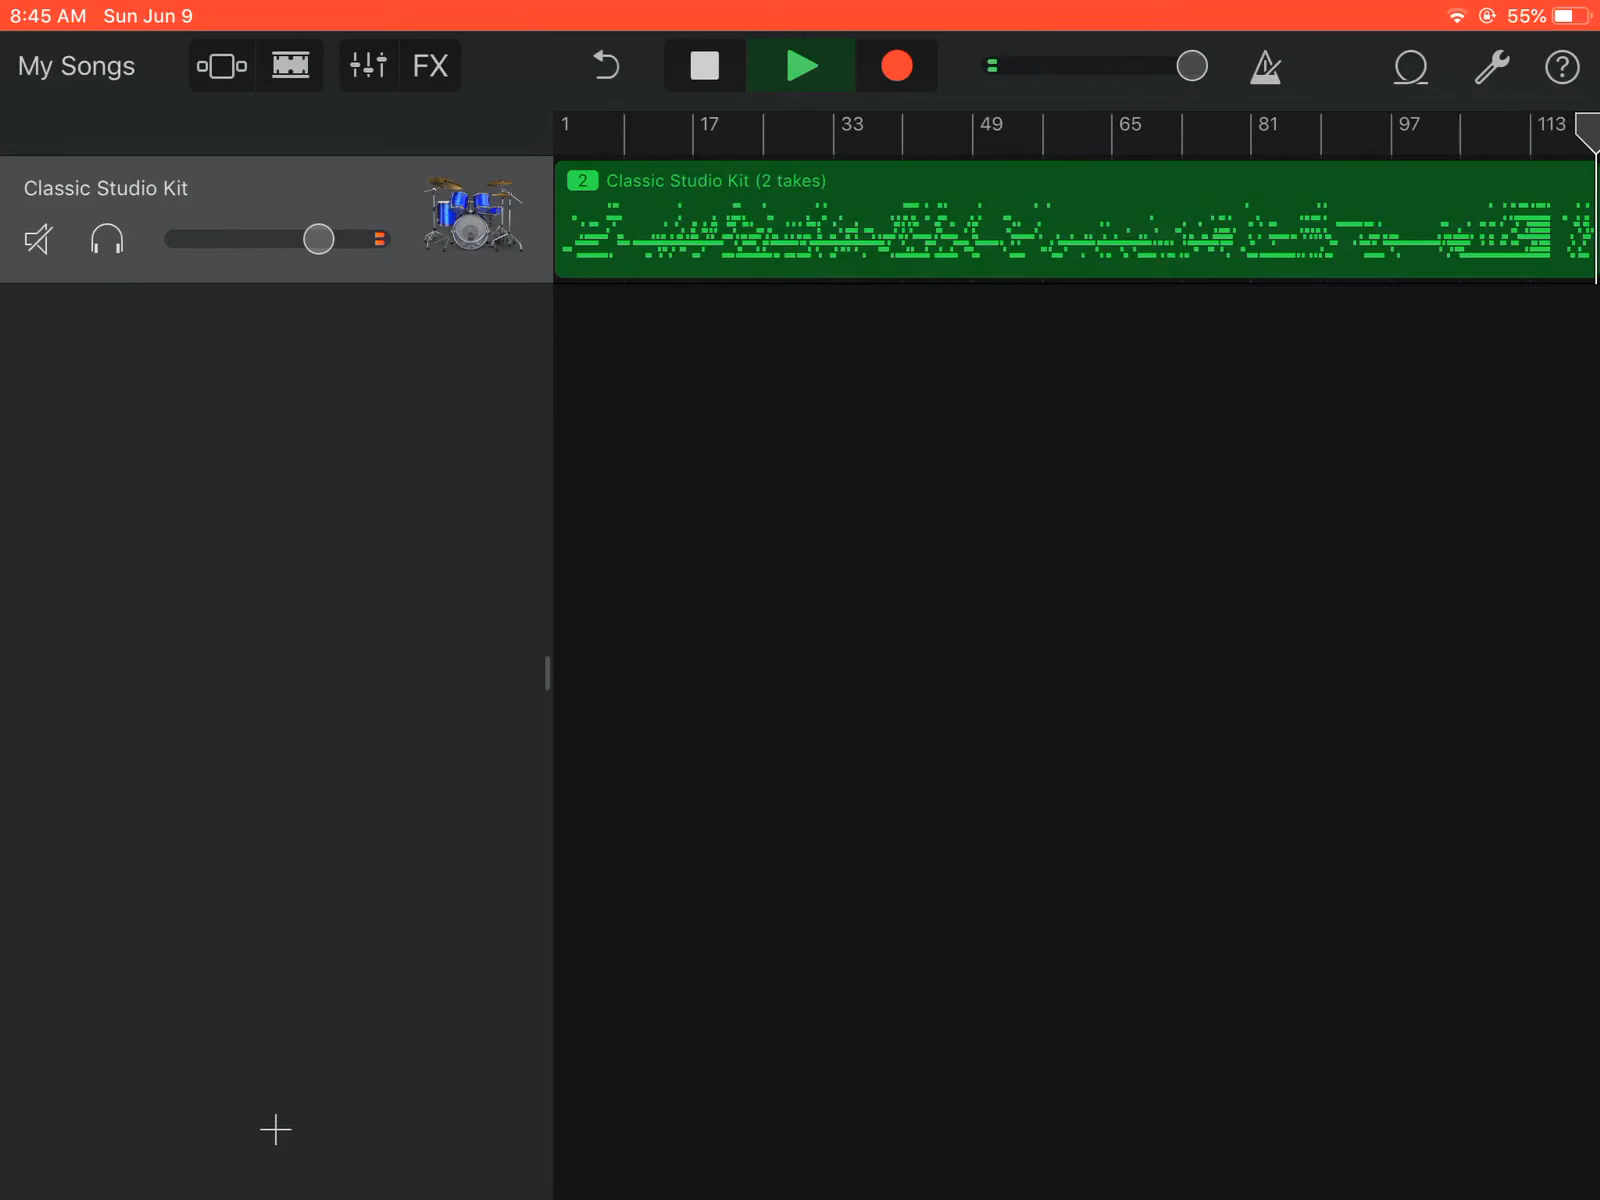 8:45 AM Sun Jun 9 55%
My Songs FX
1 17 33 49 65 81 97 113
Classic Studio Kit
2 Classic Studio Kit (2 takes)